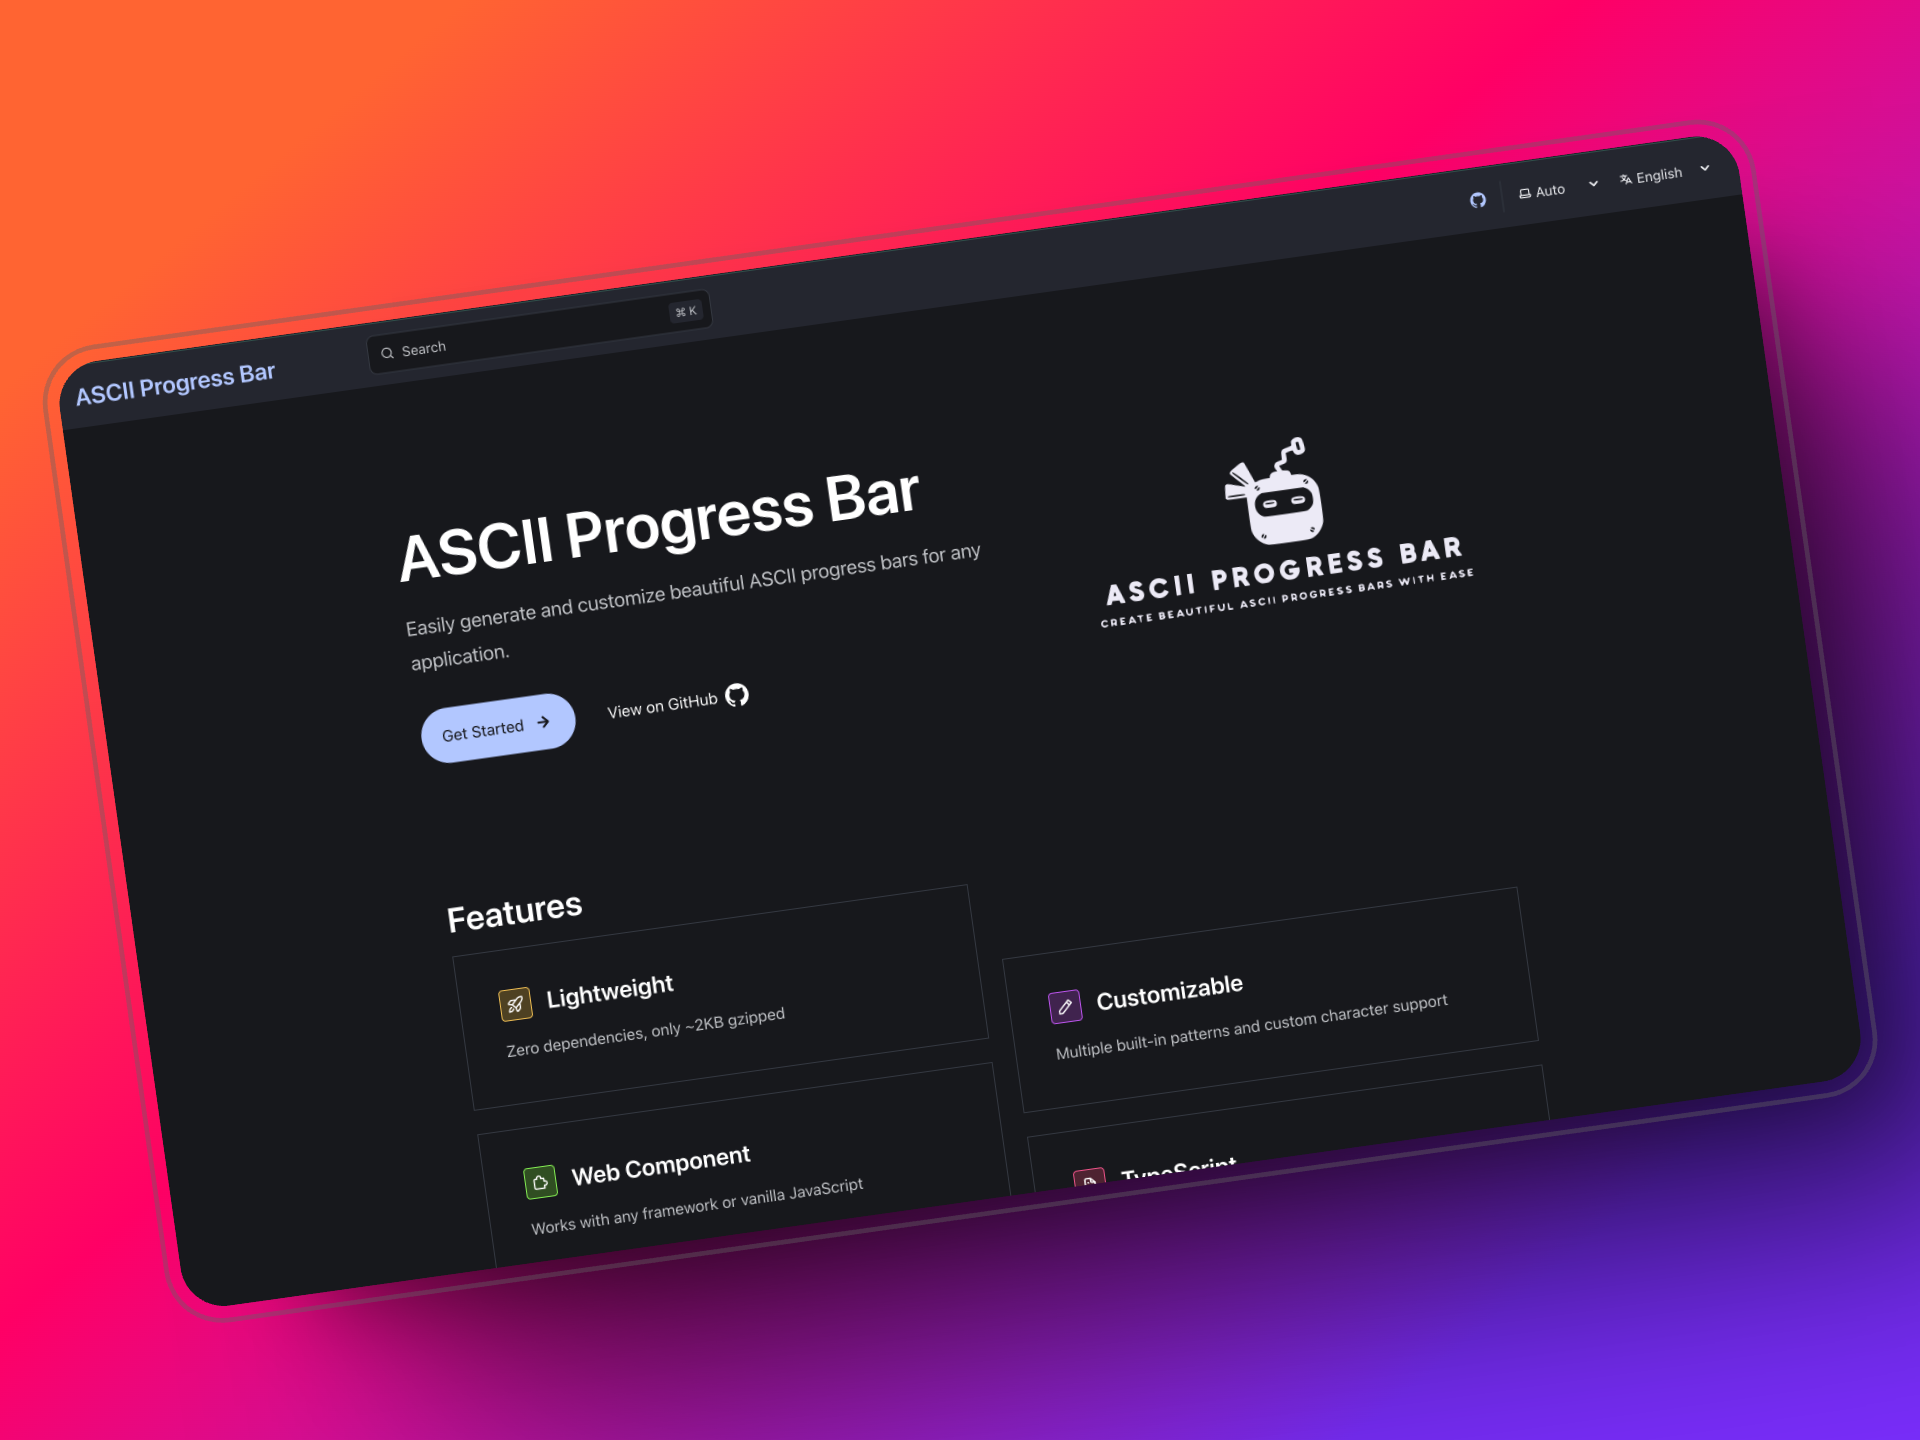 ASCII Progress Bar
Search
⌘ K
Auto
English
ASCII Progress Bar
Easily generate and customize beautiful ASCII progress bars for any
application.
Get Started
View on GitHub
ASCII PROGRESS BAR
CREATE BEAUTIFUL ASCII PROGRESS BARS WITH EASE
Features
Lightweight
Zero dependencies, only ~2KB gzipped
Customizable
Multiple built-in patterns and custom character support
Web Component
Works with any framework or vanilla JavaScript
TypeScript